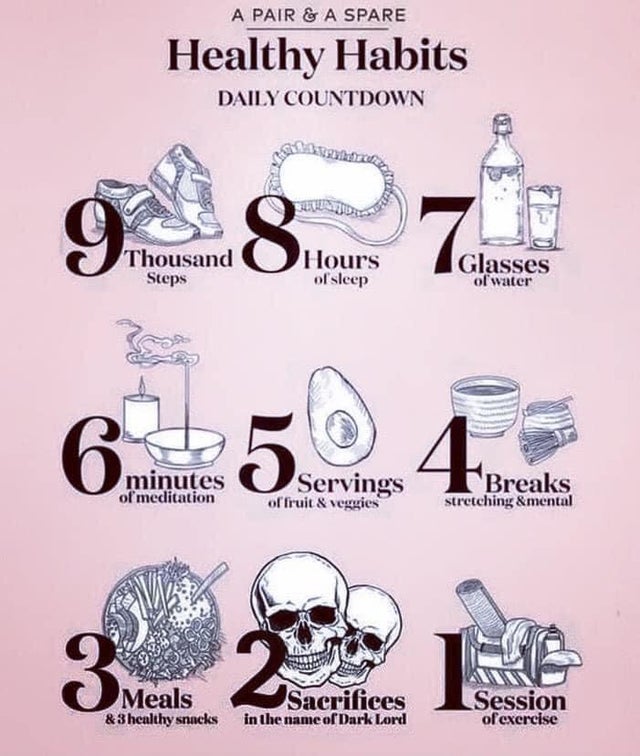 A PAIR & A SPARE
Healthy Habits
DAILY COUNTDOWN
9 Thousand
Steps
8 Hours
of sleep
7 Glasses
of water
6 minutes
of meditation
5 Servings
of fruit & veggies
4 Breaks
stretching &mental
3 Meals
& 3 healthy snacks
2 Sacrifices
in the name of Dark Lord
1 Session
of exercise